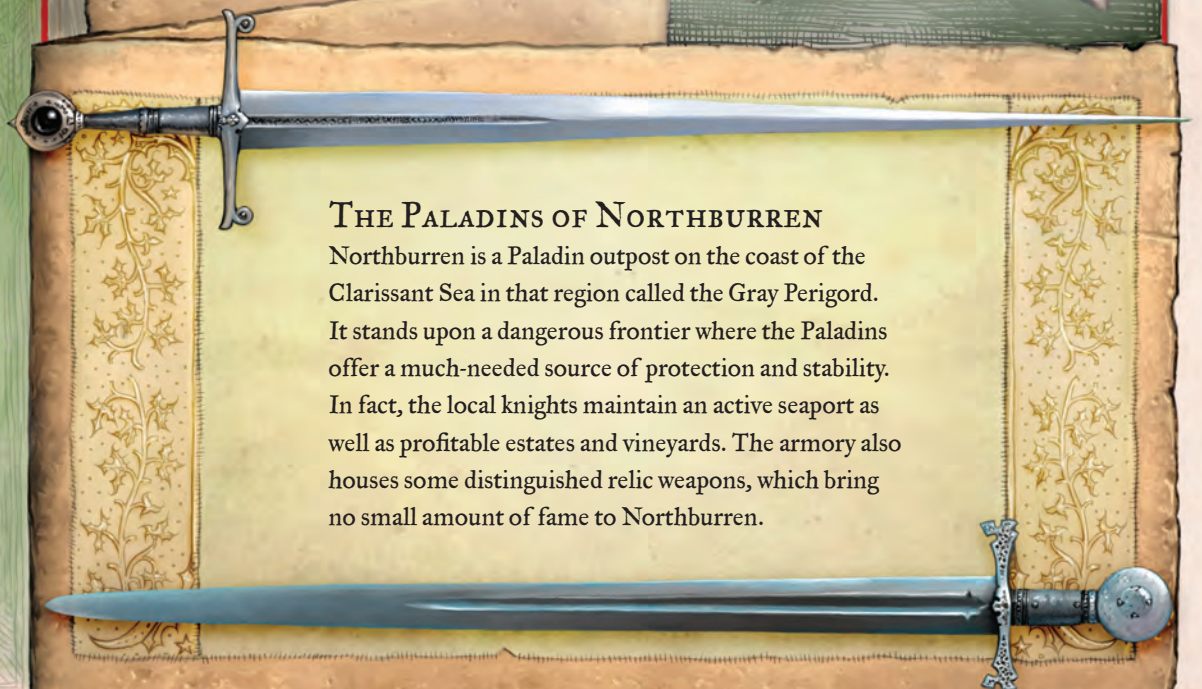 The Paladins of Northburren
Northburren is a Paladin outpost on the coast of the
Clarissant Sea in that region called the Gray Perigord.
It stands upon a dangerous frontier where the Paladins
offer a much-needed source of protection and stability.
In fact, the local knights maintain an active seaport as
well as profitable estates and vineyards. The armory also
houses some distinguished relic weapons, which bring
no small amount of fame to Northburren.